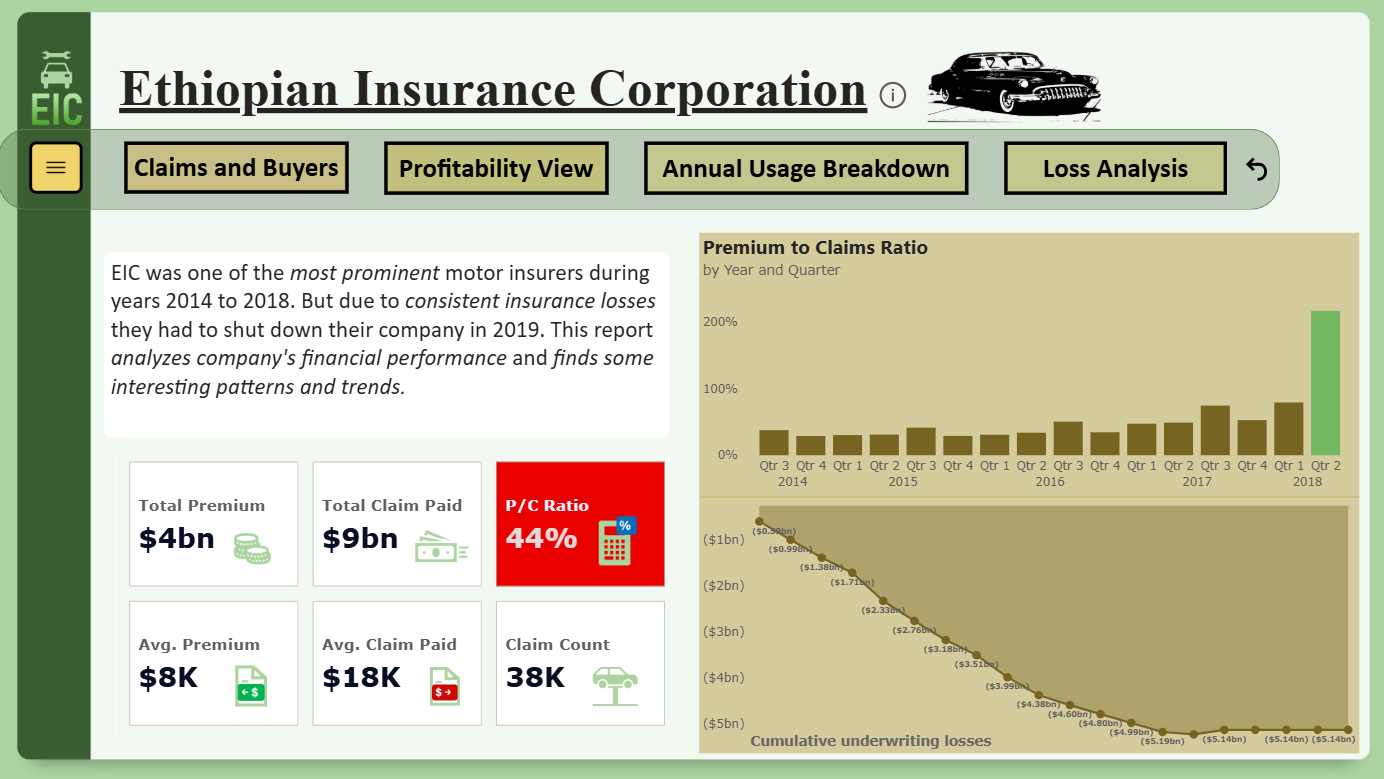 EIC
Ethiopian Insurance Corporation
Claims and Buyers
Profitability View
Annual Usage Breakdown
Loss Analysis
EIC was one of the most prominent motor insurers during
years 2014 to 2018. But due to consistent insurance losses
they had to shut down their company in 2019. This report
analyzes company's financial performance and finds some
interesting patterns and trends.
Total Premium
$4bn
Total Claim Paid
$9bn
P/C Ratio
44%
%
Avg. Premium
$8K
$
Avg. Claim Paid
$18K
$
Claim Count
38K
Premium to Claims Ratio
by Year and Quarter
200%
100%
0%
Qtr 3 Qtr 4 Qtr 1 Qtr 2 Qtr 3 Qtr 4 Qtr 1 Qtr 2 Qtr 3 Qtr 4 Qtr 1 Qtr 2 Qtr 3 Qtr 4 Qtr 1 Qtr 2
2014 2015 2016 2017 2018
($1bn)
($2bn)
($3bn)
($4bn)
($5bn)
($0.59bn)
($0.99bn)
($1.38bn)
($1.71bn)
($2.33bn)
($2.76bn)
($3.18bn)
($3.51bn)
($3.99bn)
($4.38bn)
($4.60bn)
($4.80bn)
($4.99bn)
($5.19bn)
($5.14bn)
($5.14bn)
($5.14bn)
Cumulative underwriting losses